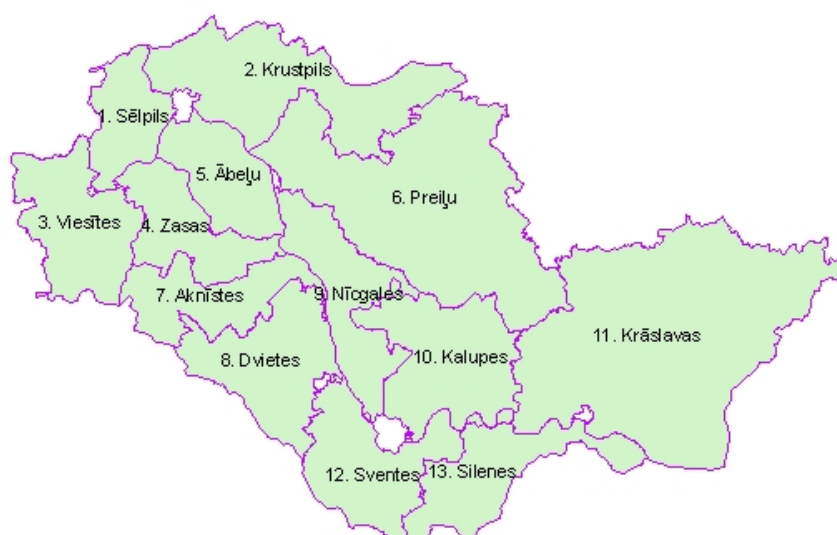 2. Krustpils
1. Sēlpils
5. Ābeļu
6. Preiļu
3. Viesītes
4. Zasas
7. Aknīstes
9. Nīcgales
11. Krāslavas
8. Dvietes
10. Kalupes
12. Sventes
13. Silenes